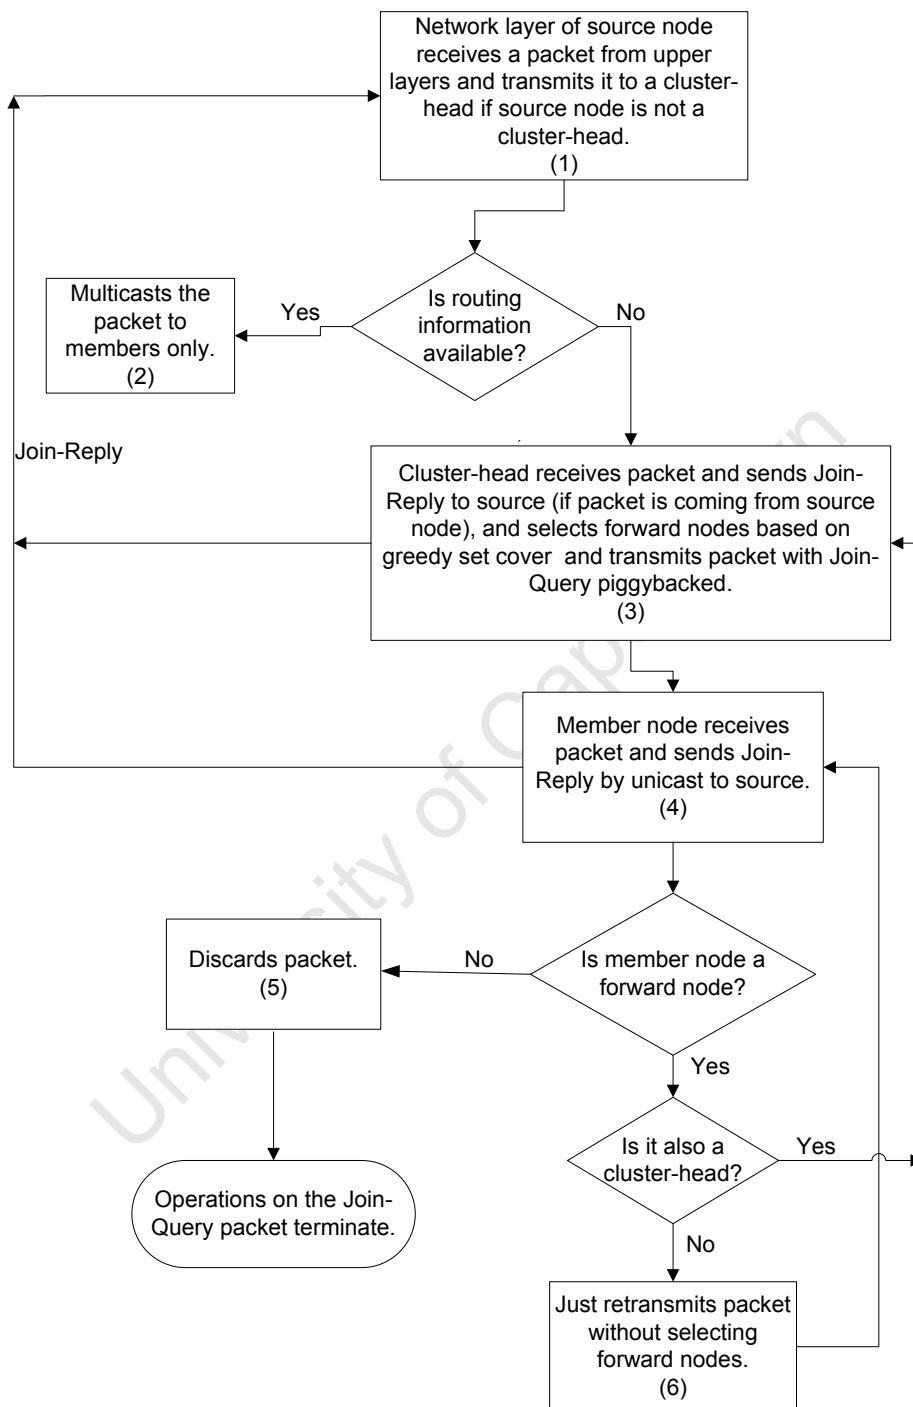 Network layer of source node
receives a packet from upper
layers and transmits it to a cluster-
head if source node is not a
cluster-head.
(1)
Is routing
information
available?
Yes
No
Multicasts the
packet to
members only.
(2)
Join-Reply
Cluster-head receives packet and sends Join-
Reply to source (if packet is coming from source
node), and selects forward nodes based on
greedy set cover and transmits packet with Join-
Query piggybacked.
(3)
Member node receives
packet and sends Join-
Reply by unicast to source.
(4)
Is member node a
forward node?
No
Yes
Discards packet.
(5)
Operations on the Join-
Query packet terminate.
Is it also a
cluster-head?
Yes
No
Just retransmits packet
without selecting
forward nodes.
(6)
University of Cap
wn